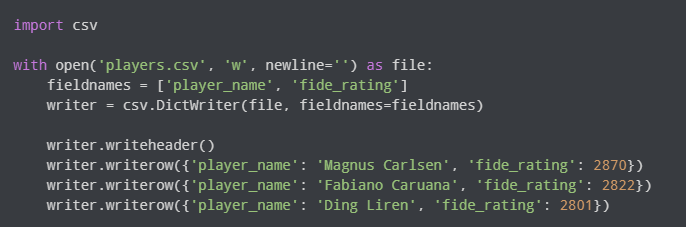 import csv
with open('players.csv', 'w', newline='') as file:
    fieldnames = ['player_name', 'fide_rating']
    writer = csv.DictWriter(file, fieldnames=fieldnames)
    writer.writeheader()
    writer.writerow({'player_name': 'Magnus Carlsen', 'fide_rating': 2870})
    writer.writerow({'player_name': 'Fabiano Caruana', 'fide_rating': 2822})
    writer.writerow({'player_name': 'Ding Liren', 'fide_rating': 2801})